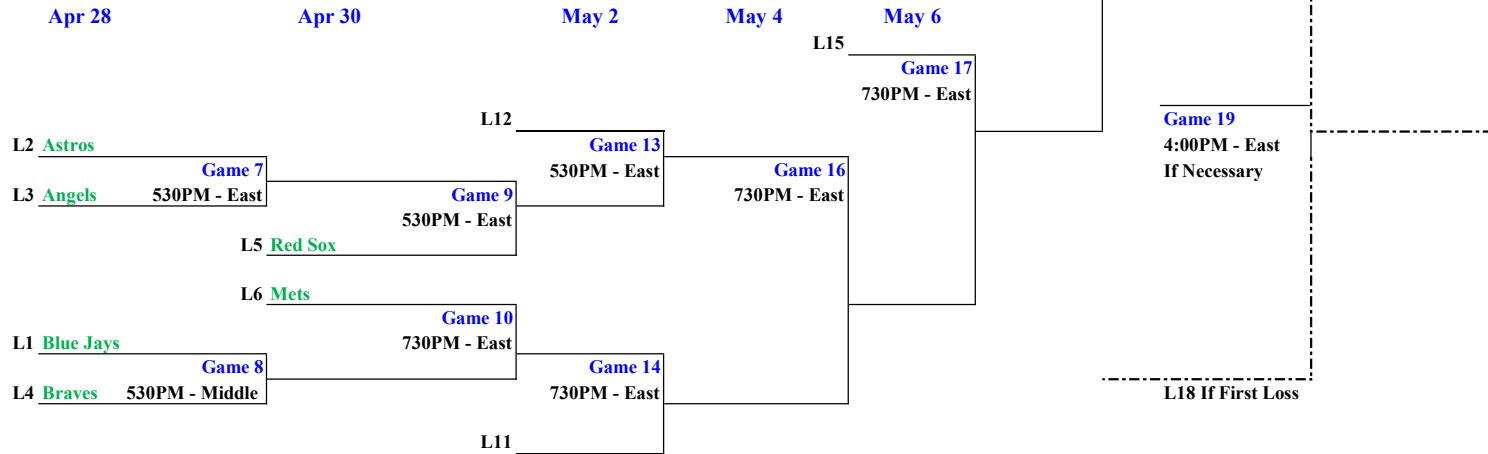 Apr 28 Apr 30 May 2 May 4 May 6
L15
Game 17
730PM - East
L12
Game 19
L2 Astros
Game 13
4:00PM - East
Game 7
530PM - East
Game 16
If Necessary
L3 Angels 530PM - East
Game 9
730PM - East
530PM - East
L5 Red Sox
L6 Mets
Game 10
L1 Blue Jays
730PM - East
Game 8
Game 14
L4 Braves 530PM - Middle
730PM - East
L18 If First Loss
L11